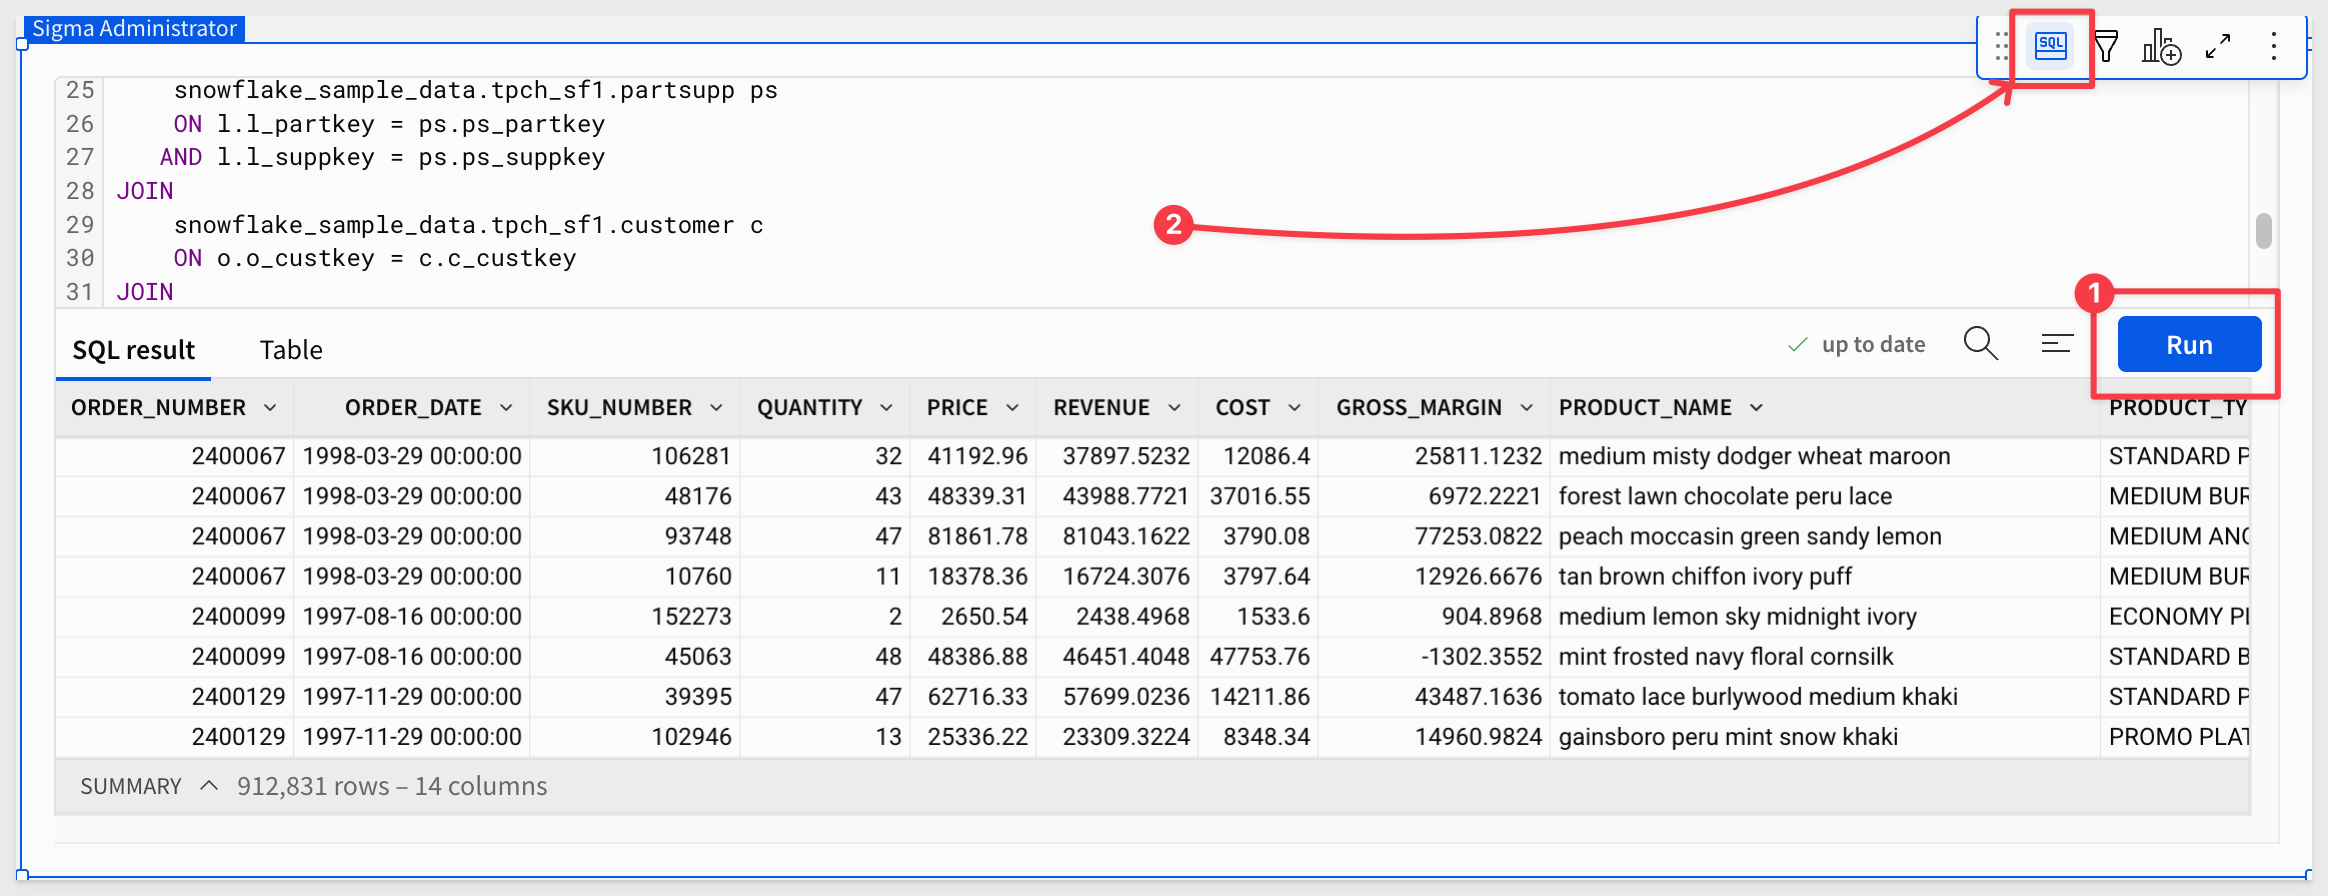 Sigma Administrator
SQL
25 snowflake_sample_data.tpch_sf1.partsupp ps
26 ON l.l_partkey = ps.ps_partkey
27 AND l.l_suppkey = ps.ps_suppkey
28 JOIN
29 snowflake_sample_data.tpch_sf1.customer c
30 ON o.o_custkey = c.c_custkey
31 JOIN
2
1
SQL result Table up to date Run
ORDER_NUMBER ORDER_DATE SKU_NUMBER QUANTITY PRICE REVENUE COST GROSS_MARGIN PRODUCT_NAME PRODUCT_TY
2400067 1998-03-29 00:00:00 106281 32 41192.96 37897.5232 12086.4 25811.1232 medium misty dodger wheat maroon STANDARD P
2400067 1998-03-29 00:00:00 48176 43 48339.31 43988.7721 37016.55 6972.2221 forest lawn chocolate peru lace MEDIUM BUR
2400067 1998-03-29 00:00:00 93748 47 81861.78 81043.1622 3790.08 77253.0822 peach moccasin green sandy lemon MEDIUM ANO
2400067 1998-03-29 00:00:00 10760 11 18378.36 16724.3076 3797.64 12926.6676 tan brown chiffon ivory puff MEDIUM BUR
2400099 1997-08-16 00:00:00 152273 2 2650.54 2438.4968 1533.6 904.8968 medium lemon sky midnight ivory ECONOMY PL
2400099 1997-08-16 00:00:00 45063 48 48386.88 46451.4048 47753.76 -1302.3552 mint frosted navy floral cornsilk STANDARD B
2400129 1997-11-29 00:00:00 39395 47 62716.33 57699.0236 14211.86 43487.1636 tomato lace burlywood medium khaki STANDARD P
2400129 1997-11-29 00:00:00 102946 13 25336.22 23309.3224 8348.34 14960.9824 gainsboro peru mint snow khaki PROMO PLAT
SUMMARY 912,831 rows – 14 columns